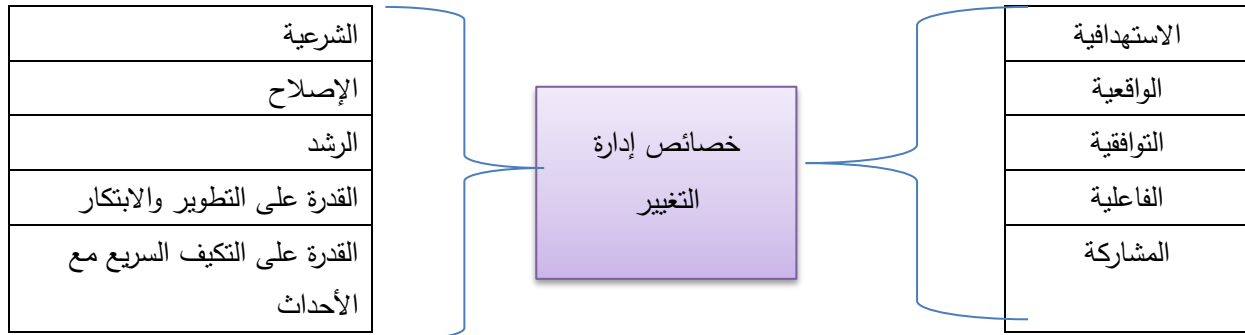 الاستهدافية
الواقعية
التوافقية
الفاعلية
المشاركة
خصائص إدارة
التغيير
الشرعية
الإصلاح
الرشد
القدرة على التطوير والابتكار
القدرة على التكيف السريع مع
الأحداث